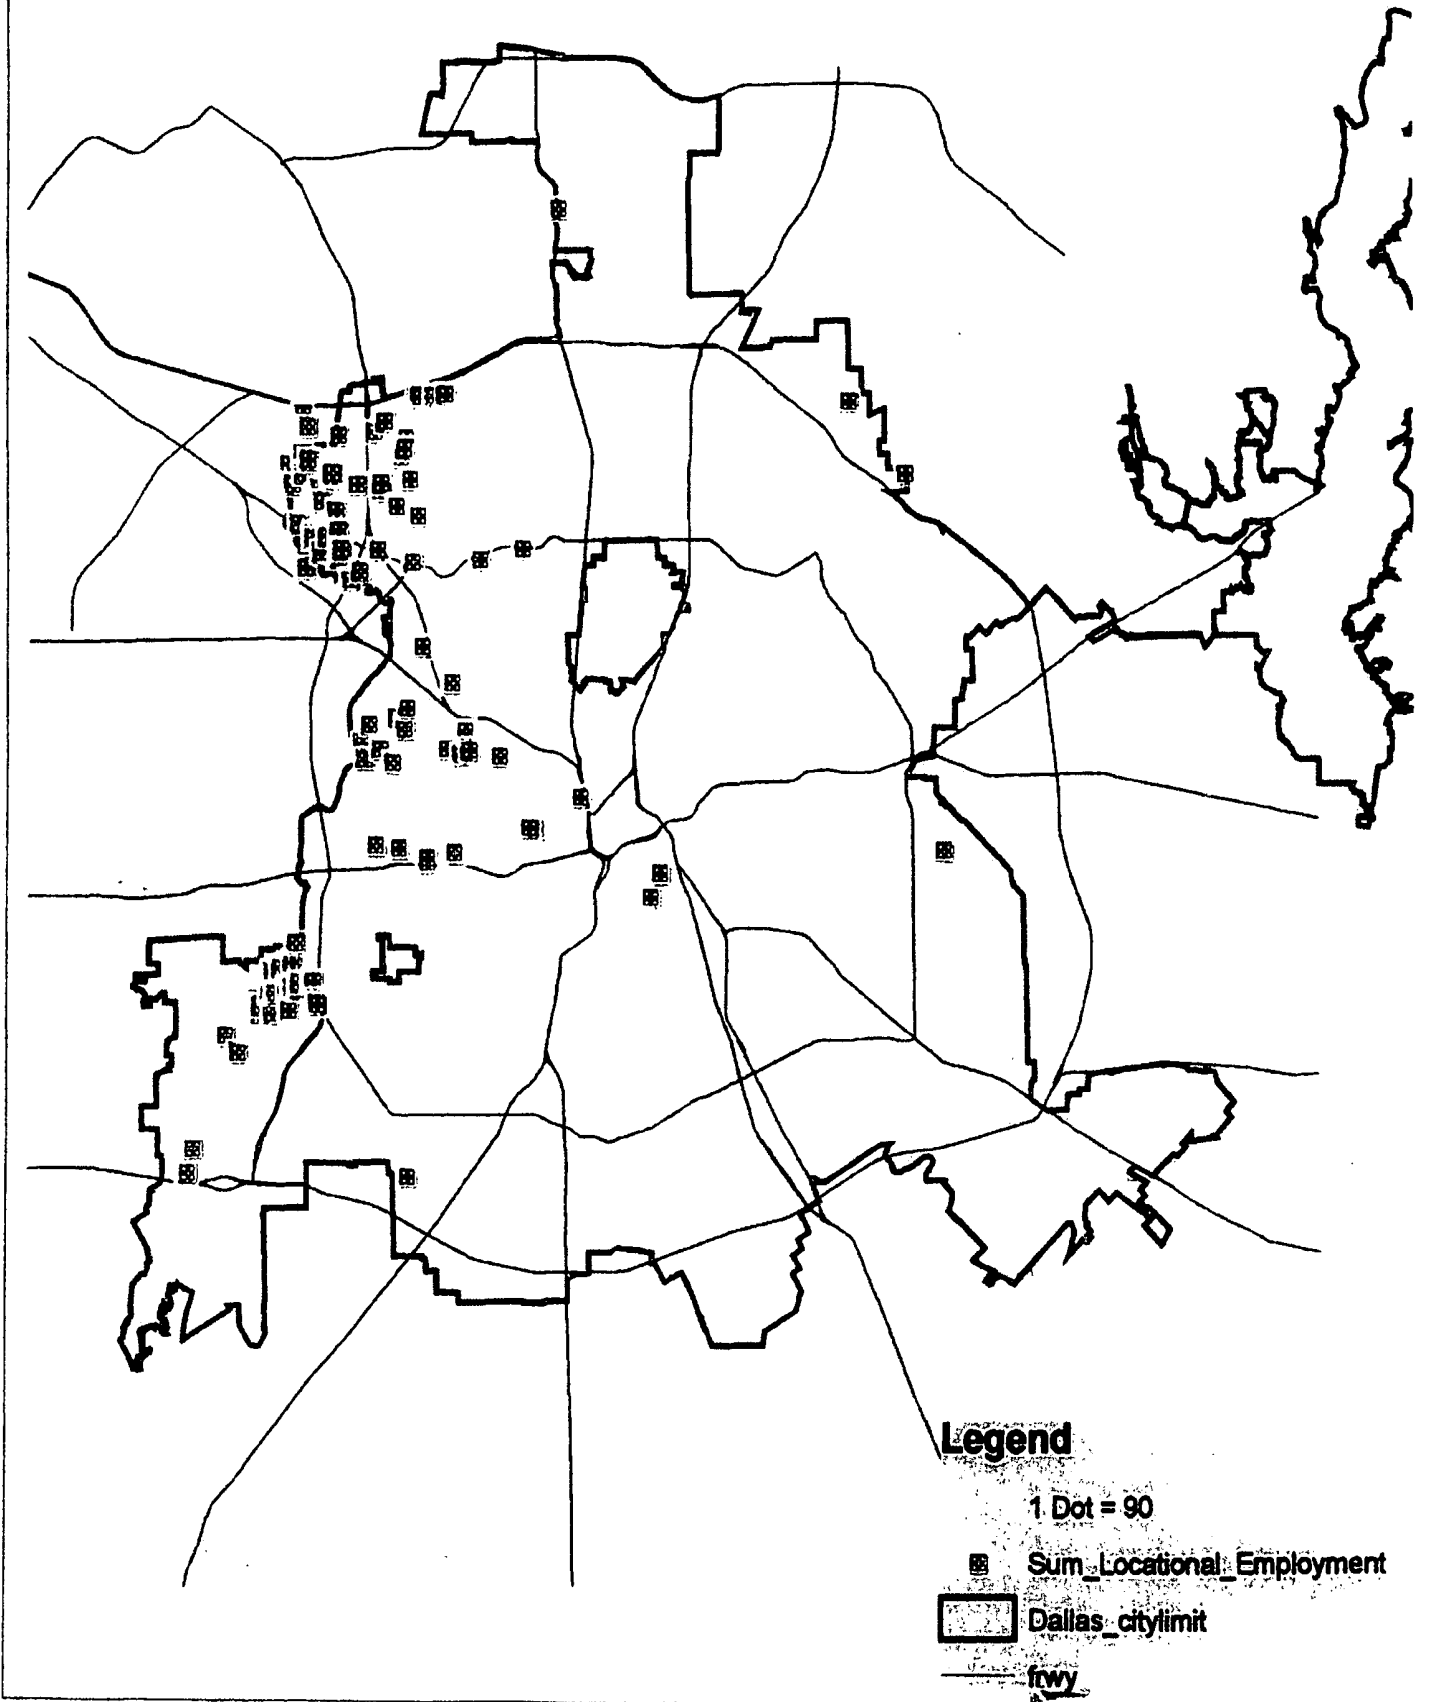 Legend
1 Dot = 90
Sum_Locational_Employment
Dallas_citylimit
frwy